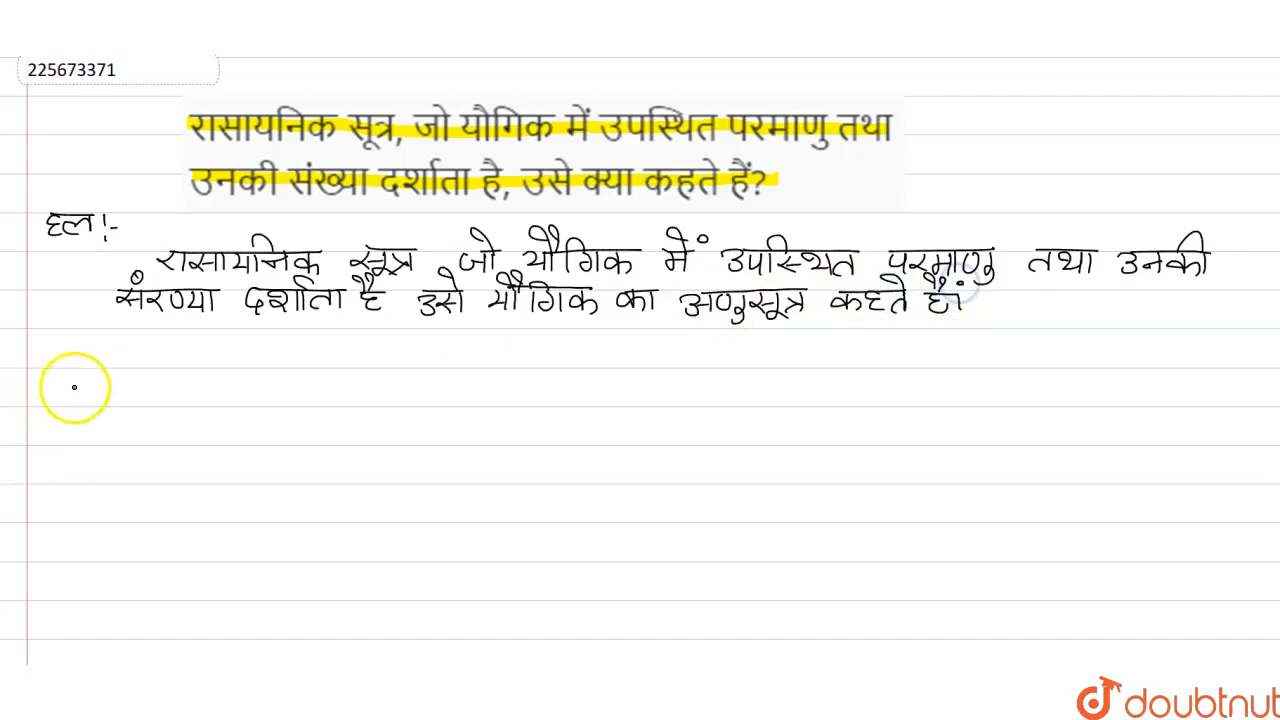 225673371
रासायनिक सूत्र, जो यौगिक में उपस्थित परमाणु तथा
उनकी संख्या दर्शाता है, उसे क्या कहते हैं?
हल:-
रासायनिक सूत्र जो यौगिक में उपस्थित परमाणु तथा उनकी
संख्या दर्शाता है उसे यौगिक का अणुसूत्र कहते हैं।
doubtnut